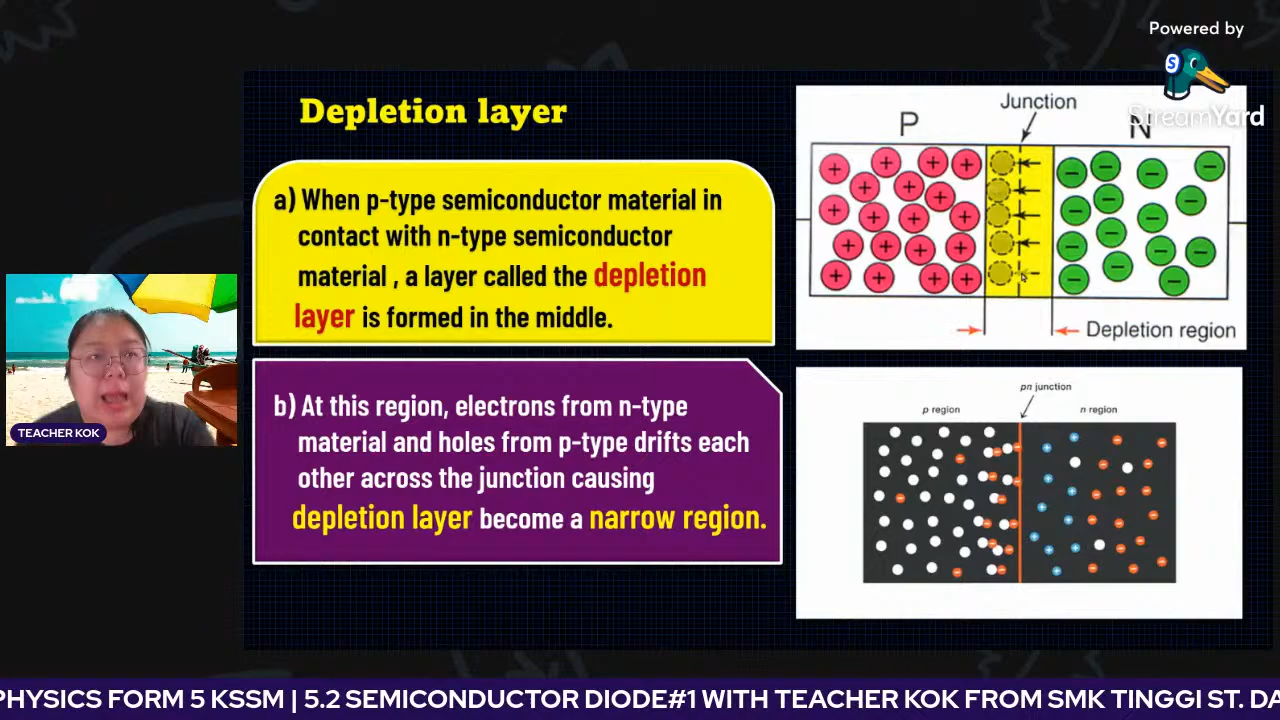 Powered by
StreamYard
Depletion layer
a) When p-type semiconductor material in
contact with n-type semiconductor
material , a layer called the depletion
layer is formed in the middle.
b) At this region, electrons from n-type
material and holes from p-type drifts each
other across the junction causing
depletion layer become a narrow region.
Junction
P
N
Depletion region
pn junction
p region
n region
TEACHER KOK
PHYSICS FORM 5 KSSM | 5.2 SEMICONDUCTOR DIODE#1 WITH TEACHER KOK FROM SMK TINGGI ST. DA